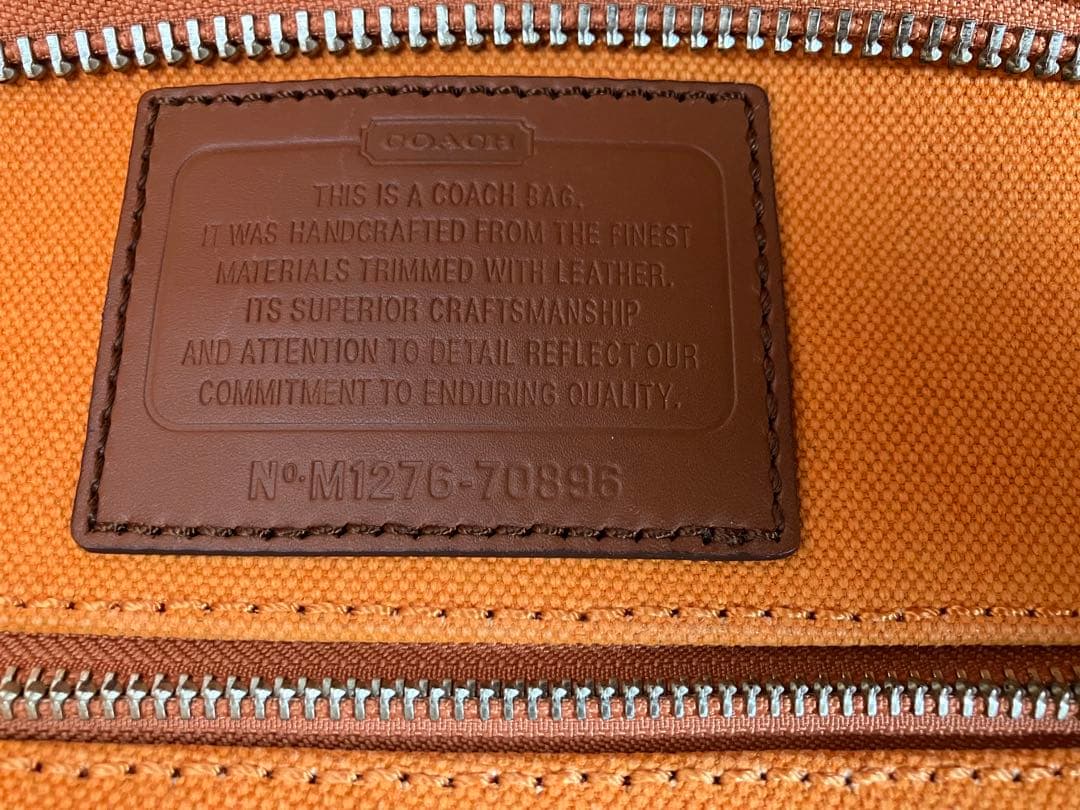 COACH
THIS IS A COACH BAG.
IT WAS HANDCRAFTED FROM THE FINEST
MATERIALS TRIMMED WITH LEATHER.
ITS SUPERIOR CRAFTSMANSHIP
AND ATTENTION TO DETAIL REFLECT OUR
COMMITMENT TO ENDURING QUALITY.
Nº·M1276-70896